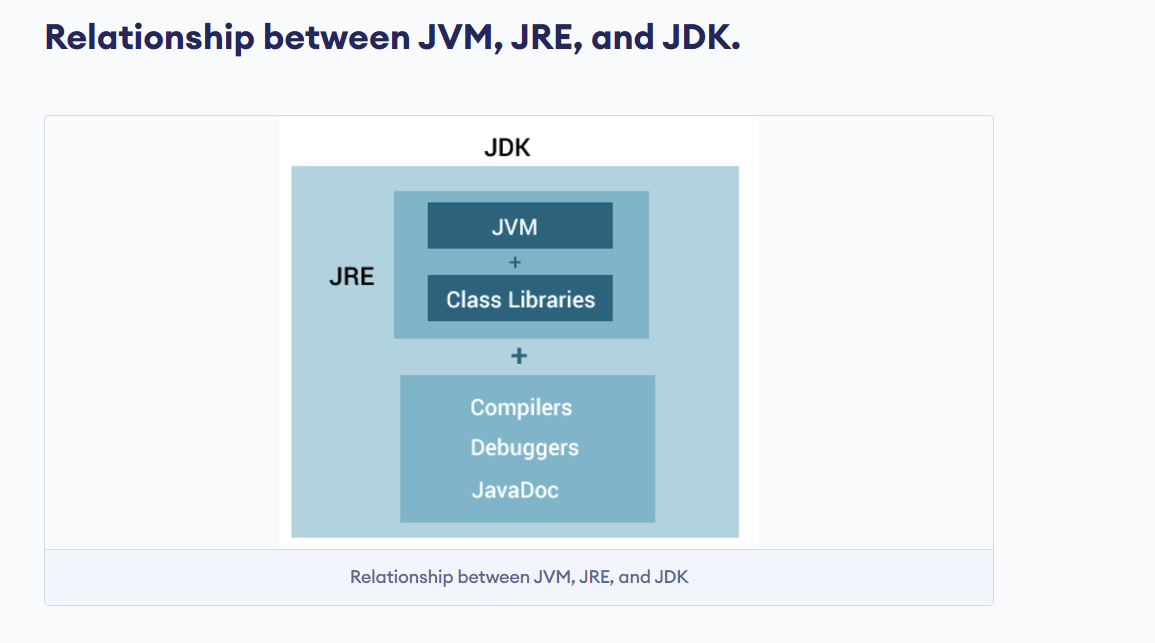 Relationship between JVM, JRE, and JDK.
JDK
JVM
+
JRE
Class Libraries
+
Compilers
Debuggers
JavaDoc
Relationship between JVM, JRE, and JDK